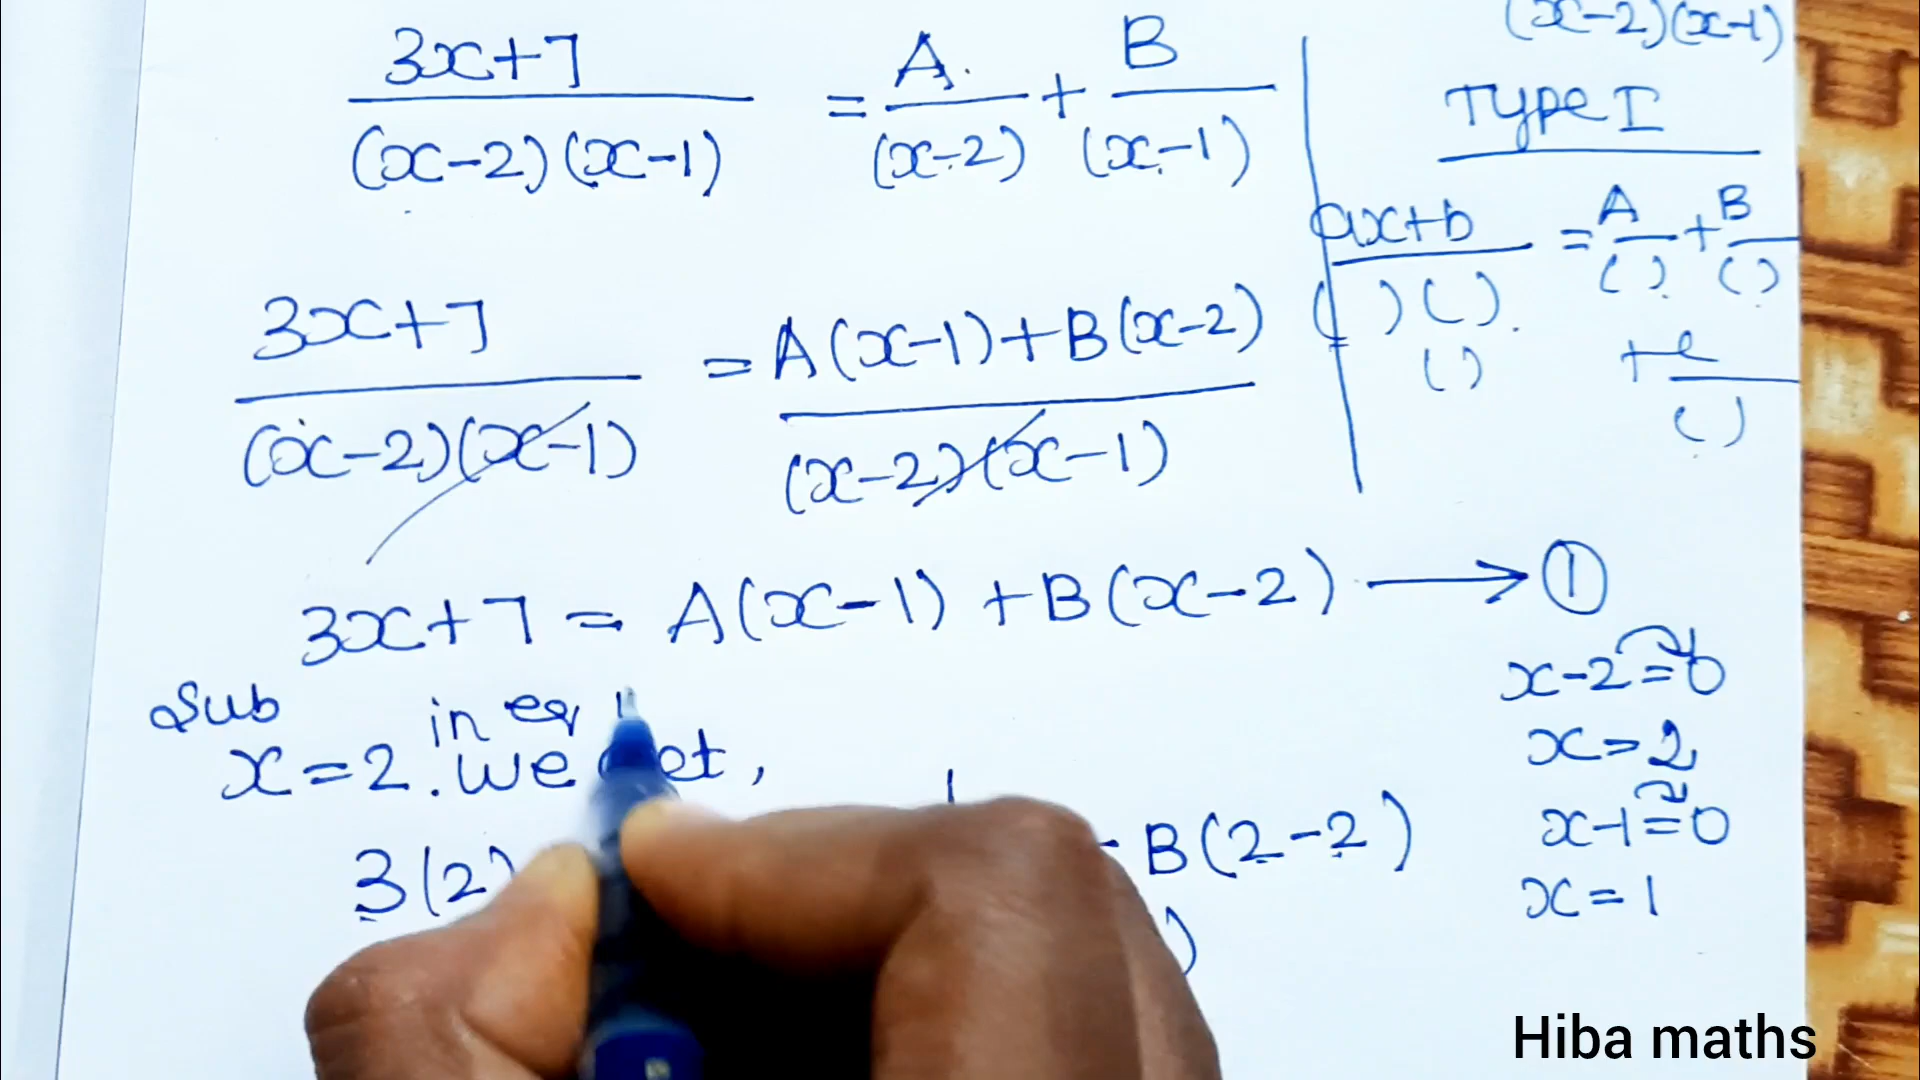 3x+7 = A + B
(x-2)(x-1) (x-2) (x-1)
3x+7 = A(x-1)+B(x-2)
(x-2)(x-1) (x-2)(x-1)
3x+7 = A(x-1) +B(x-2) → ①
Sub in eq
x=2. we get,
3(2) B(2-2)
)
(x-2)(x-1)
Type I
ax+b = A + B
( ) ( ). ( ) ( )
( ) +
( )
x-2=0
x=2
x-1=0
x=1
Hiba maths